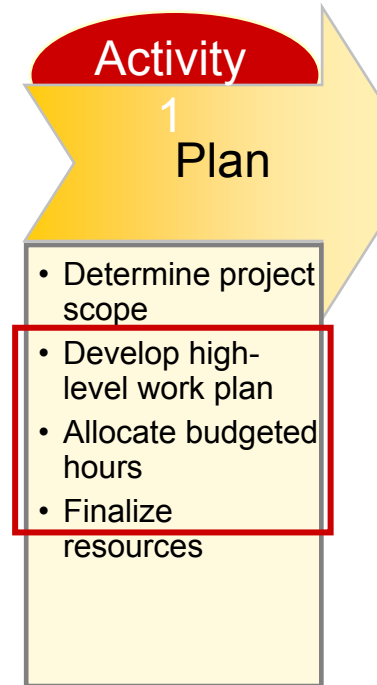 Activity
1
Plan
• Determine project
scope
• Develop high-
level work plan
• Allocate budgeted
hours
• Finalize
resources